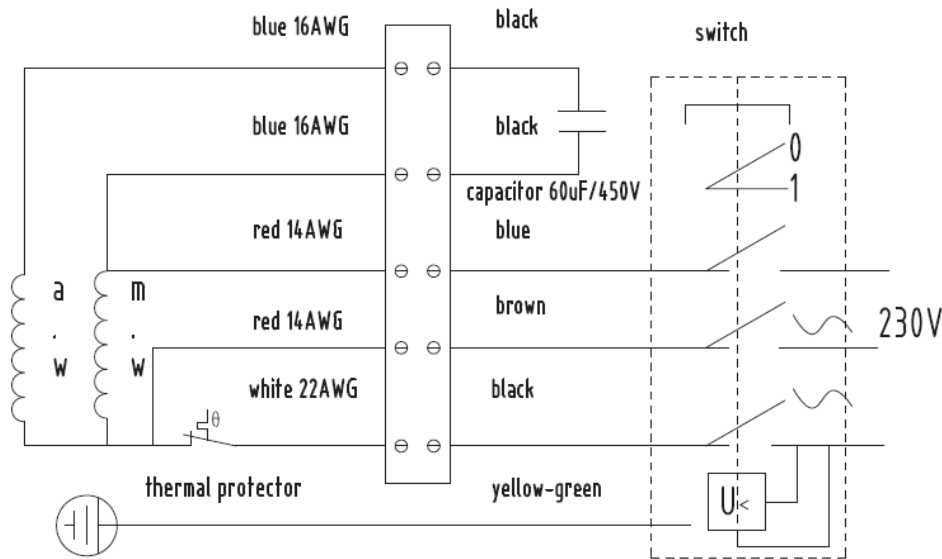 blue 16AWG
black
switch
blue 16AWG
black
0
1
capacitor 60uF/450V
red 14AWG
blue
a.w
m.w
red 14AWG
brown
230V
white 22AWG
black
θ
thermal protector
yellow-green
U<